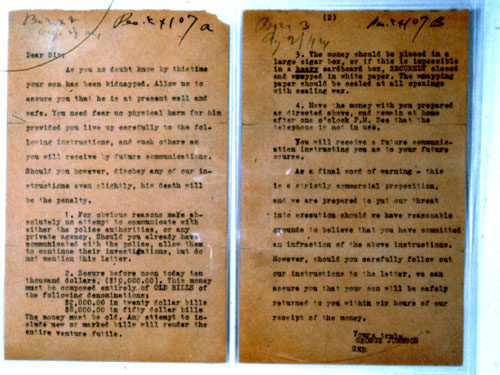 Peo. Ex 107a
Dear Sir:
As you no doubt know by thistime
your son has been kidnapped. Allow us to
assure you that he is at present well and
safe. You need fear no physical harm for him
provided you live up carefully to the fol-
lowing instructions, and such others as
you will receive by future communications.
Should you however, disobey any of our in-
structions even slightly, his death will
be the penalty.
1. For obvious reasons make ab-
solutely no attempt to communicate with
either the police authorities, or any
private agency. Should you already have
communicated with the police, allow them
to continue their investigations, but do
not mention this letter.
2. Secure before noon today ten
thousand dollars, ($10,000.00). This money
must be composed entirely of OLD BILLS of
the following denominations:
$2,000.00 in twenty dollar bills
$8,000.00 in fifty dollar bills
The money must be old. Any attempt to in-
clude new or marked bills will render the
entire venture futile.
(2)
Peo. Ex 107 B
3. The money should be placed in a
large cigar box, or if this is impossible
in a heavy cardboard box, SECURELY closed
and wrapped in white paper. The wrapping
paper should be sealed at all openings
with sealing wax.
4. Have the money with you prepared
as directed above, and remain at home
after one o'clock P.M. See that the
telephone is not in use.
You will receive a future communic-
ation instructing you as to your future
course.
As a final word of warning - this
is a strictly commercial proposition,
and we are prepared to put our threat
into execution should we have reasonable
grounds to believe that you have committed
an infraction of the above instructions.
However, should you carefully follow out
our instructions to the letter, we can
assure you that your son will be safely
returned to you within six hours of our
receipt of the money.
Yours truly,
GEORGE JOHNSON
GKR